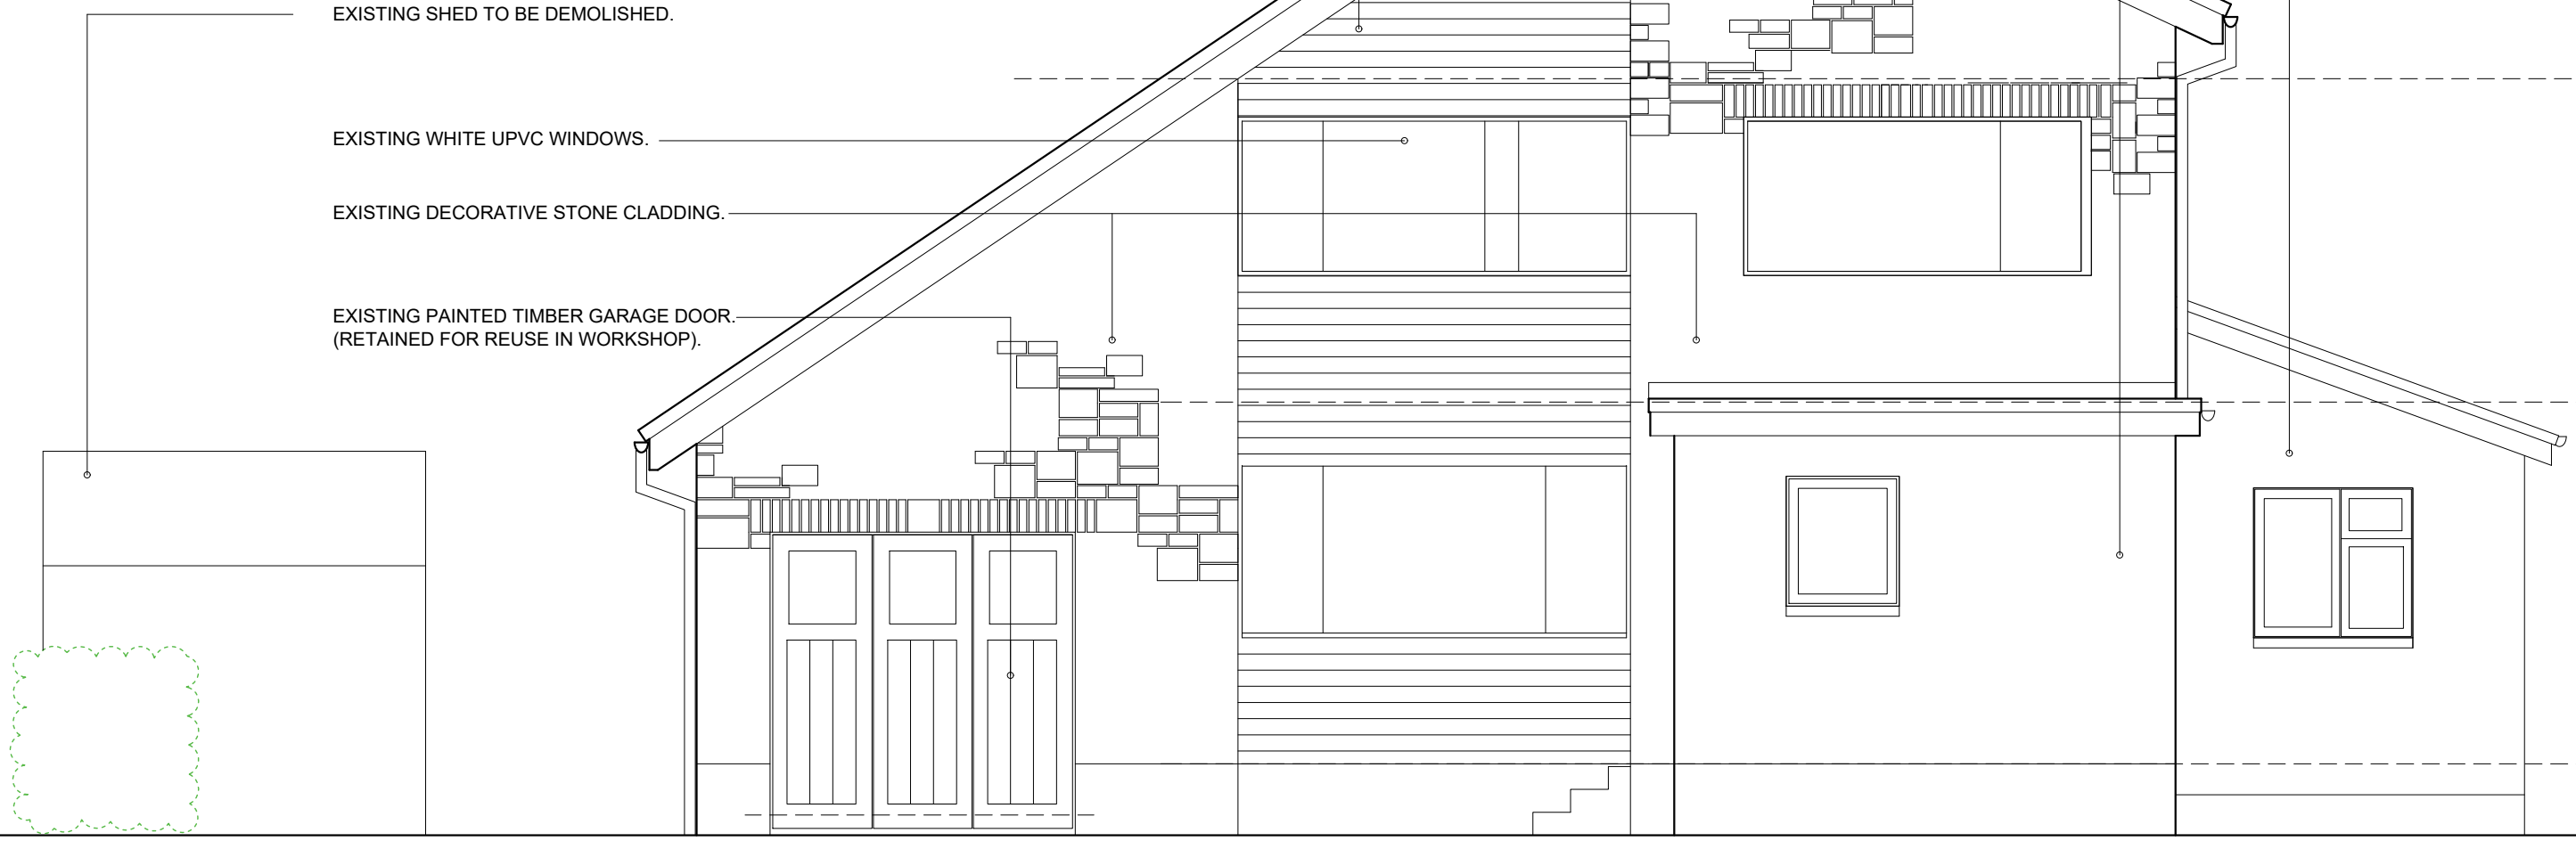 EXISTING SHED TO BE DEMOLISHED.
EXISTING WHITE UPVC WINDOWS.
EXISTING DECORATIVE STONE CLADDING.
EXISTING PAINTED TIMBER GARAGE DOOR.
(RETAINED FOR REUSE IN WORKSHOP).